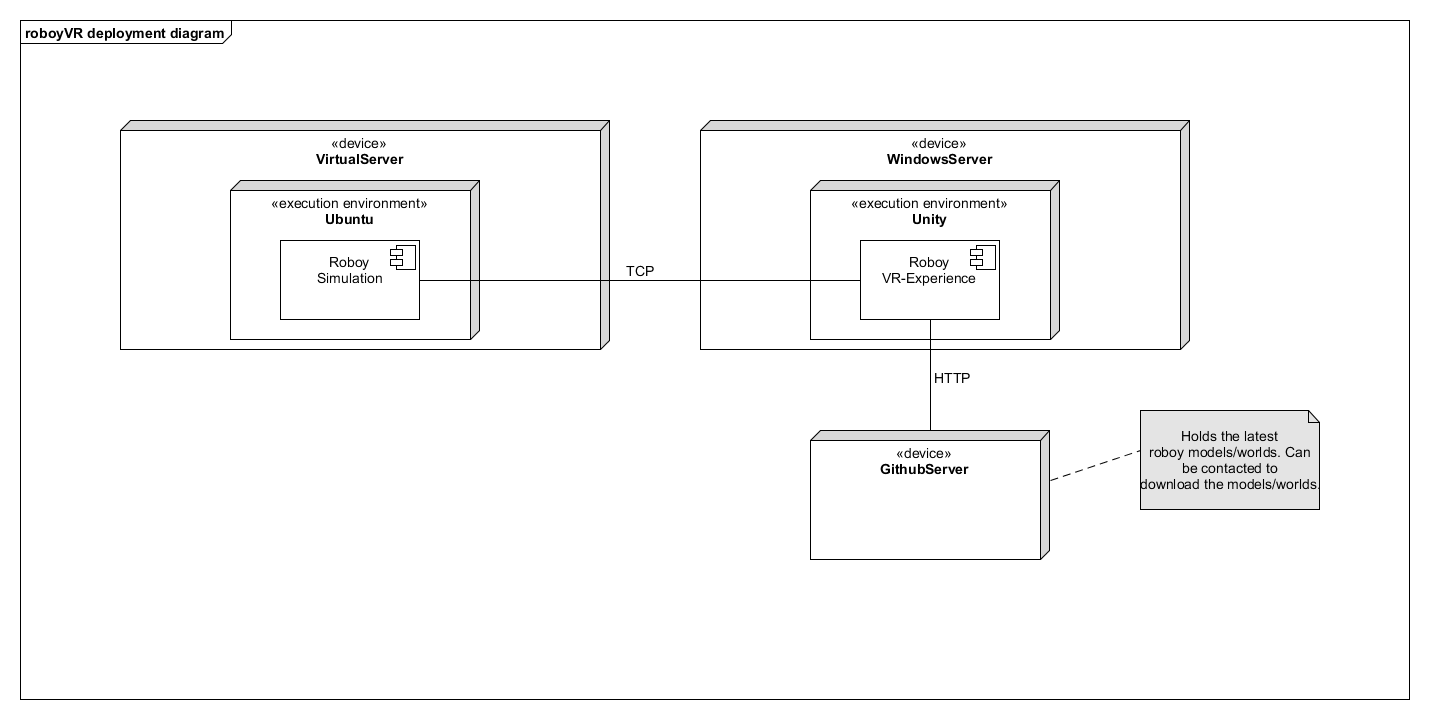 roboyVR deployment diagram
«device»
VirtualServer
«execution environment»
Ubuntu
Roboy
Simulation
TCP
«device»
WindowsServer
«execution environment»
Unity
Roboy
VR-Experience
HTTP
«device»
GithubServer
Holds the latest
roboy models/worlds. Can
be contacted to
download the models/worlds.